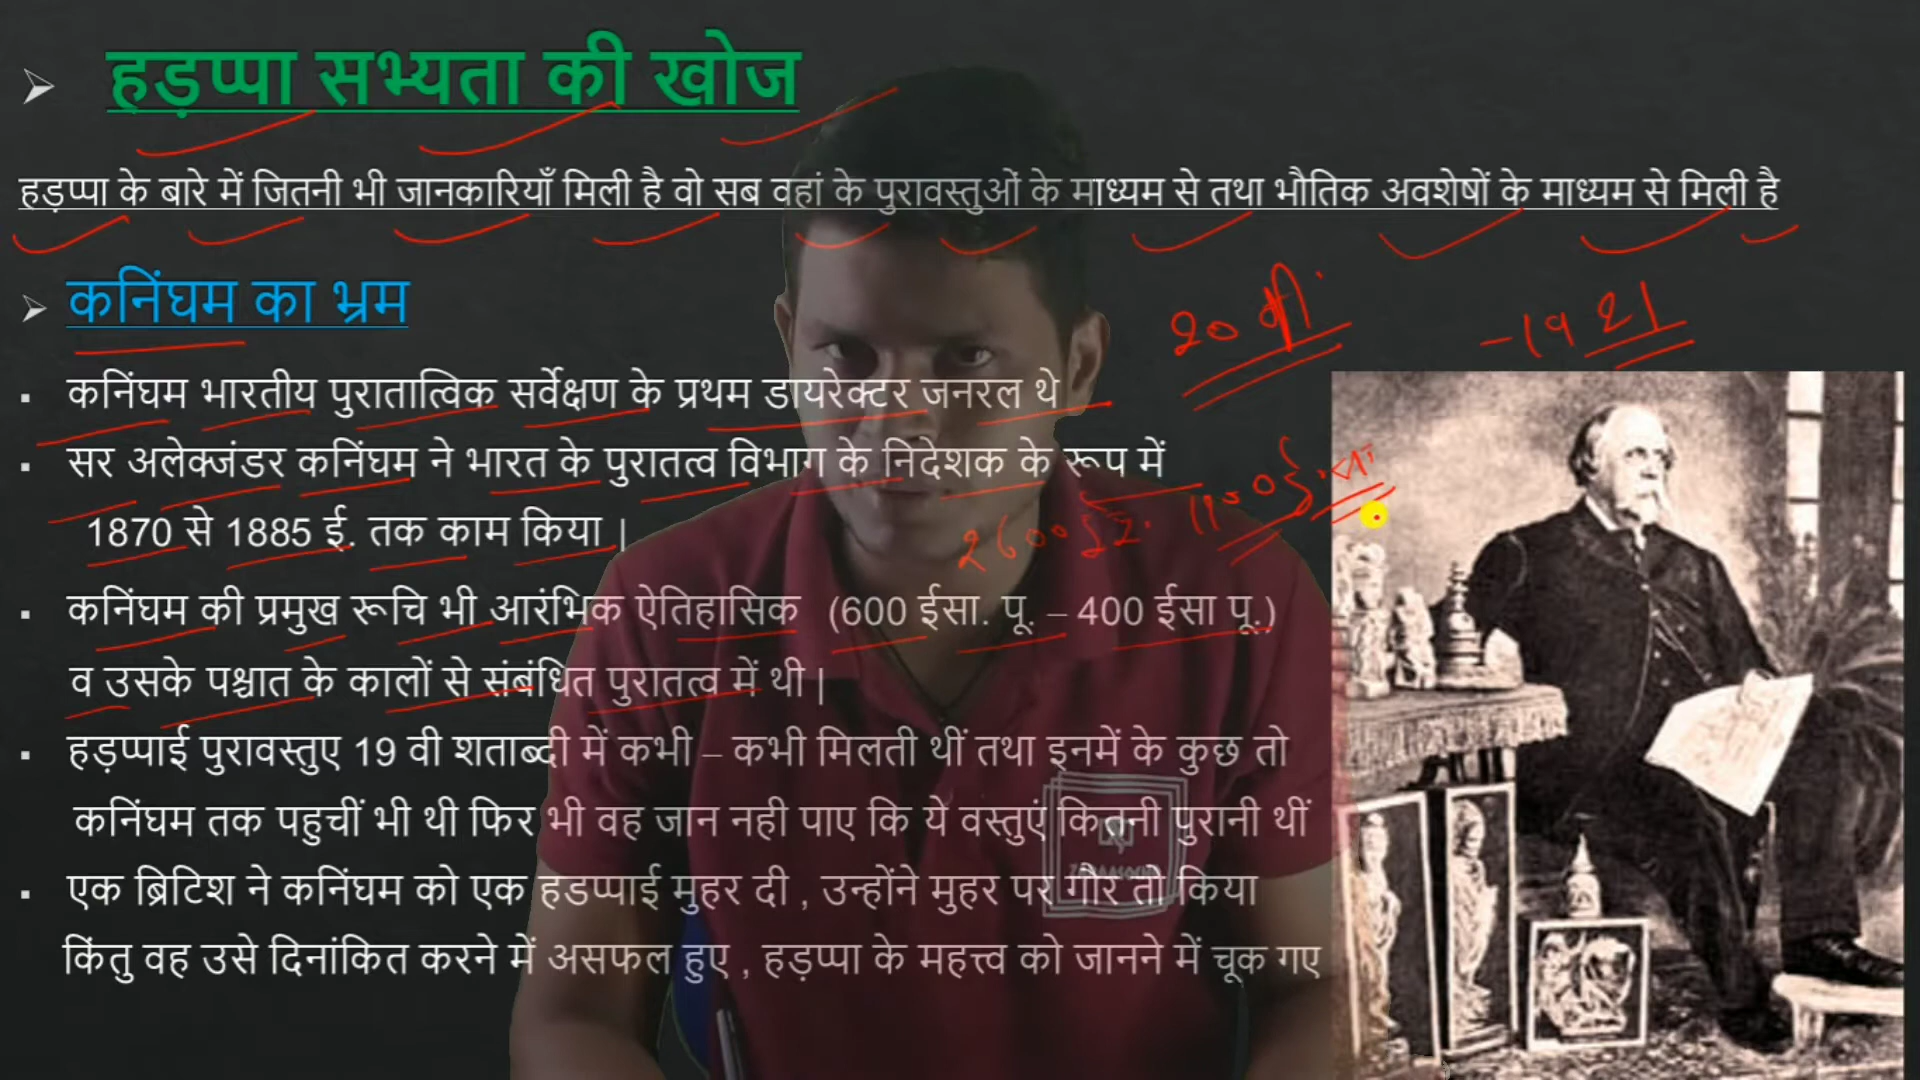 हड़प्पा सभ्यता की खोज
हड़प्पा के बारे में जितनी भी जानकारियाँ मिली है वो सब वहां के पुरावस्तुओं के माध्यम से तथा भौतिक अवशेषों के माध्यम से मिली है
कनिंघम का भ्रम
20 वी
-19 21
कनिंघम भारतीय पुरातात्विक सर्वेक्षण के प्रथम डायरेक्टर जनरल थे
सर अलेक्जंडर कनिंघम ने भारत के पुरातत्व विभाग के निदेशक के रूप में
1870 से 1885 ई. तक काम किया |
2600 ई
कनिंघम की प्रमुख रूचि भी आरंभिक ऐतिहासिक (600 ईसा. पू. – 400 ईसा पू.)
व उसके पश्चात के कालों से संबंधित पुरातत्व में थी |
हड़प्पाई पुरावस्तुए 19 वी शताब्दी में कभी – कभी मिलती थीं तथा इनमें के कुछ तो
कनिंघम तक पहुचीं भी थी फिर भी वह जान नही पाए कि ये वस्तुएं कितनी पुरानी थीं
एक ब्रिटिश ने कनिंघम को एक हडप्पाई मुहर दी , उन्होंने मुहर पर गौर तो किया
किंतु वह उसे दिनांकित करने में असफल हुए , हड़प्पा के महत्त्व को जानने में चूक गए